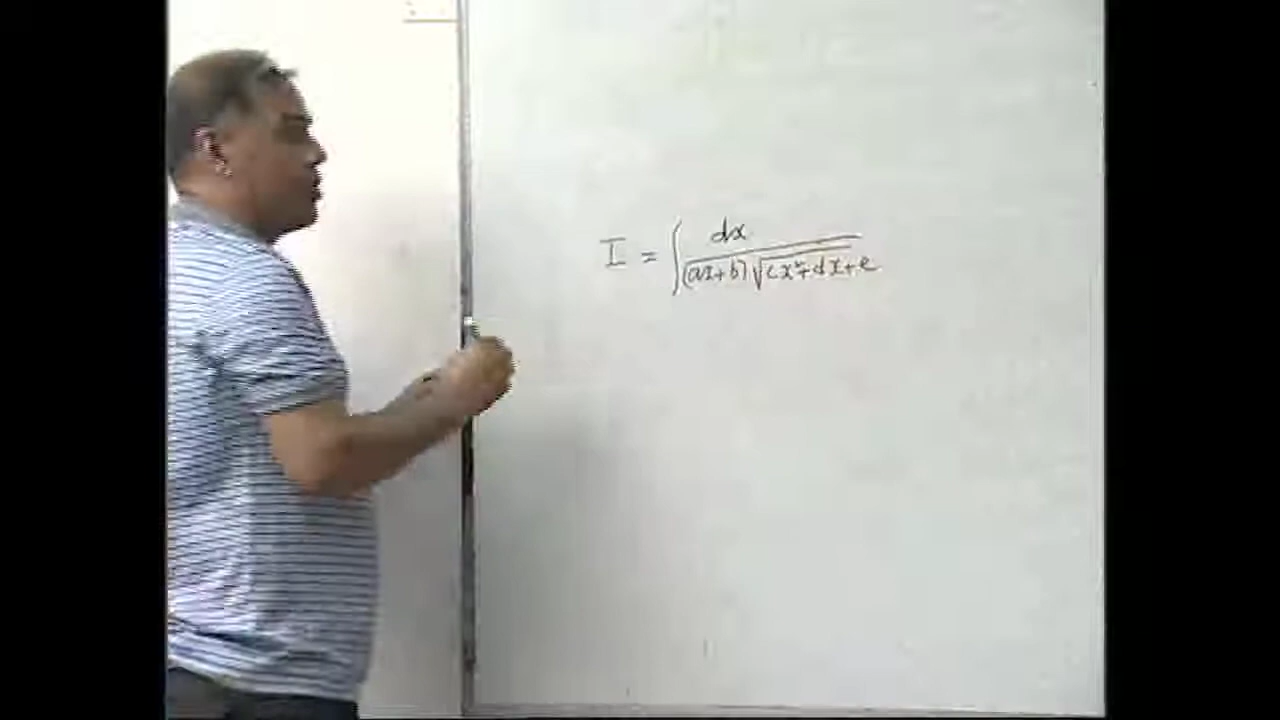 I = ∫ dx / (ax+b)√cx²+dx+e